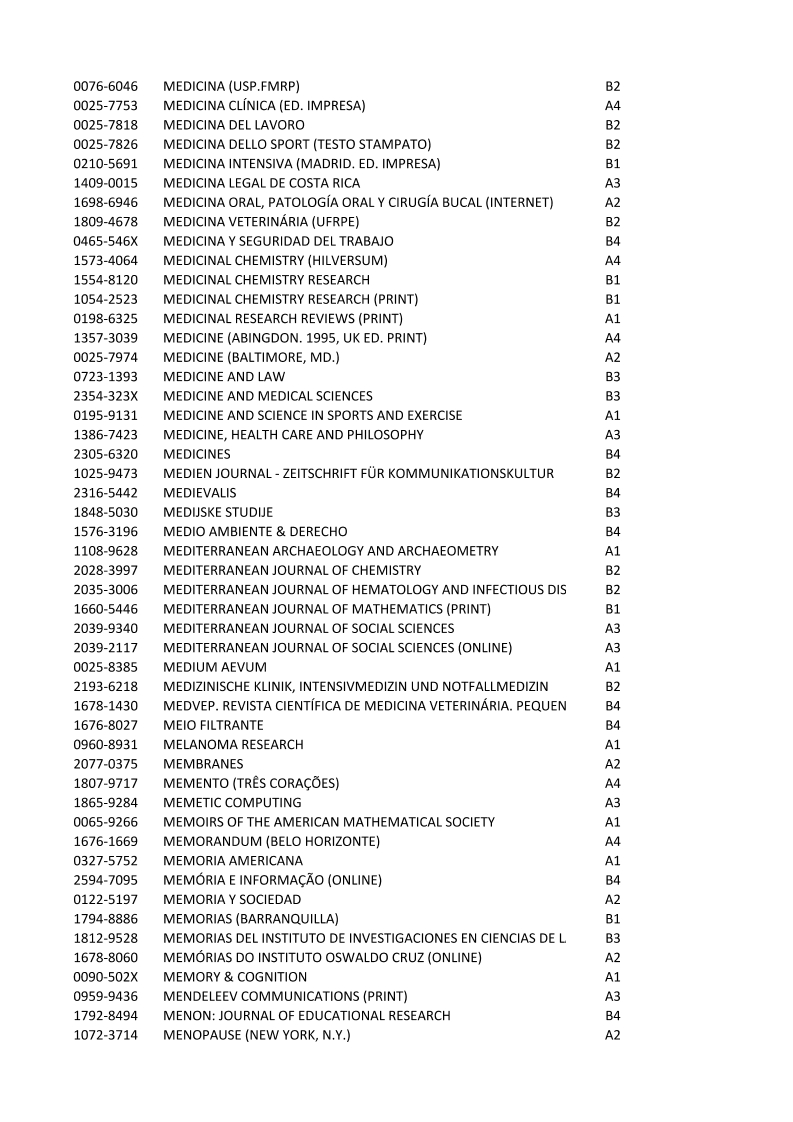 0076-6046 MEDICINA (USP.FMRP) B2
0025-7753 MEDICINA CLÍNICA (ED. IMPRESA) A4
0025-7818 MEDICINA DEL LAVORO B2
0025-7826 MEDICINA DELLO SPORT (TESTO STAMPATO) B2
0210-5691 MEDICINA INTENSIVA (MADRID. ED. IMPRESA) B1
1409-0015 MEDICINA LEGAL DE COSTA RICA A3
1698-6946 MEDICINA ORAL, PATOLOGÍA ORAL Y CIRUGÍA BUCAL (INTERNET) A2
1809-4678 MEDICINA VETERINÁRIA (UFRPE) B2
0465-546X MEDICINA Y SEGURIDAD DEL TRABAJO B4
1573-4064 MEDICINAL CHEMISTRY (HILVERSUM) A4
1554-8120 MEDICINAL CHEMISTRY RESEARCH B1
1054-2523 MEDICINAL CHEMISTRY RESEARCH (PRINT) B1
0198-6325 MEDICINAL RESEARCH REVIEWS (PRINT) A1
1357-3039 MEDICINE (ABINGDON. 1995, UK ED. PRINT) A4
0025-7974 MEDICINE (BALTIMORE, MD.) A2
0723-1393 MEDICINE AND LAW B3
2354-323X MEDICINE AND MEDICAL SCIENCES B3
0195-9131 MEDICINE AND SCIENCE IN SPORTS AND EXERCISE A1
1386-7423 MEDICINE, HEALTH CARE AND PHILOSOPHY A3
2305-6320 MEDICINES B4
1025-9473 MEDIEN JOURNAL - ZEITSCHRIFT FÜR KOMMUNIKATIONSKULTUR B2
2316-5442 MEDIEVALIS B4
1848-5030 MEDIJSKE STUDIJE B3
1576-3196 MEDIO AMBIENTE & DERECHO B4
1108-9628 MEDITERRANEAN ARCHAEOLOGY AND ARCHAEOMETRY A1
2028-3997 MEDITERRANEAN JOURNAL OF CHEMISTRY B2
2035-3006 MEDITERRANEAN JOURNAL OF HEMATOLOGY AND INFECTIOUS DIS B2
1660-5446 MEDITERRANEAN JOURNAL OF MATHEMATICS (PRINT) B1
2039-9340 MEDITERRANEAN JOURNAL OF SOCIAL SCIENCES A3
2039-2117 MEDITERRANEAN JOURNAL OF SOCIAL SCIENCES (ONLINE) A3
0025-8385 MEDIUM AEVUM A1
2193-6218 MEDIZINISCHE KLINIK, INTENSIVMEDIZIN UND NOTFALLMEDIZIN B2
1678-1430 MEDVEP. REVISTA CIENTÍFICA DE MEDICINA VETERINÁRIA. PEQUEN B4
1676-8027 MEIO FILTRANTE B4
0960-8931 MELANOMA RESEARCH A1
2077-0375 MEMBRANES A2
1807-9717 MEMENTO (TRÊS CORAÇÕES) A4
1865-9284 MEMETIC COMPUTING A3
0065-9266 MEMOIRS OF THE AMERICAN MATHEMATICAL SOCIETY A1
1676-1669 MEMORANDUM (BELO HORIZONTE) A4
0327-5752 MEMORIA AMERICANA A1
2594-7095 MEMÓRIA E INFORMAÇÃO (ONLINE) B4
0122-5197 MEMORIA Y SOCIEDAD A2
1794-8886 MEMORIAS (BARRANQUILLA) B1
1812-9528 MEMORIAS DEL INSTITUTO DE INVESTIGACIONES EN CIENCIAS DE L B3
1678-8060 MEMÓRIAS DO INSTITUTO OSWALDO CRUZ (ONLINE) A2
0090-502X MEMORY & COGNITION A1
0959-9436 MENDELEEV COMMUNICATIONS (PRINT) A3
1792-8494 MENON: JOURNAL OF EDUCATIONAL RESEARCH B4
1072-3714 MENOPAUSE (NEW YORK, N.Y.) A2